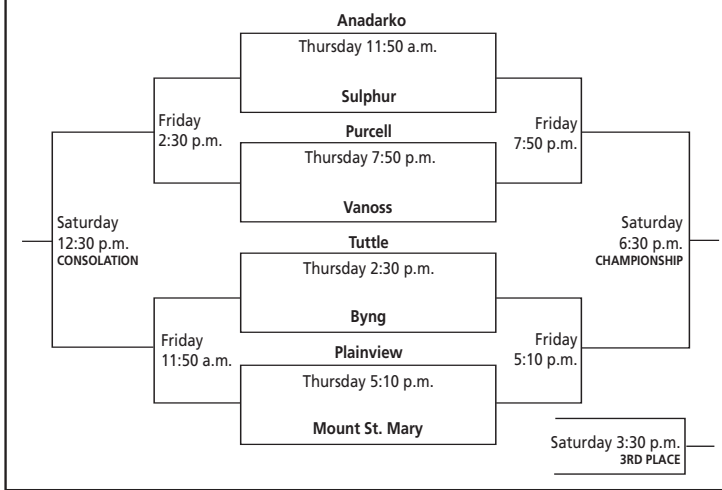 Anadarko
Thursday 11:50 a.m.
Sulphur
Friday
2:30 p.m.
Friday
7:50 p.m.
Purcell
Thursday 7:50 p.m.
Vanoss
Saturday
12:30 p.m.
CONSOLATION
Saturday
6:30 p.m.
CHAMPIONSHIP
Tuttle
Thursday 2:30 p.m.
Byng
Friday
11:50 a.m.
Friday
5:10 p.m.
Plainview
Thursday 5:10 p.m.
Mount St. Mary
Saturday 3:30 p.m.
3RD PLACE